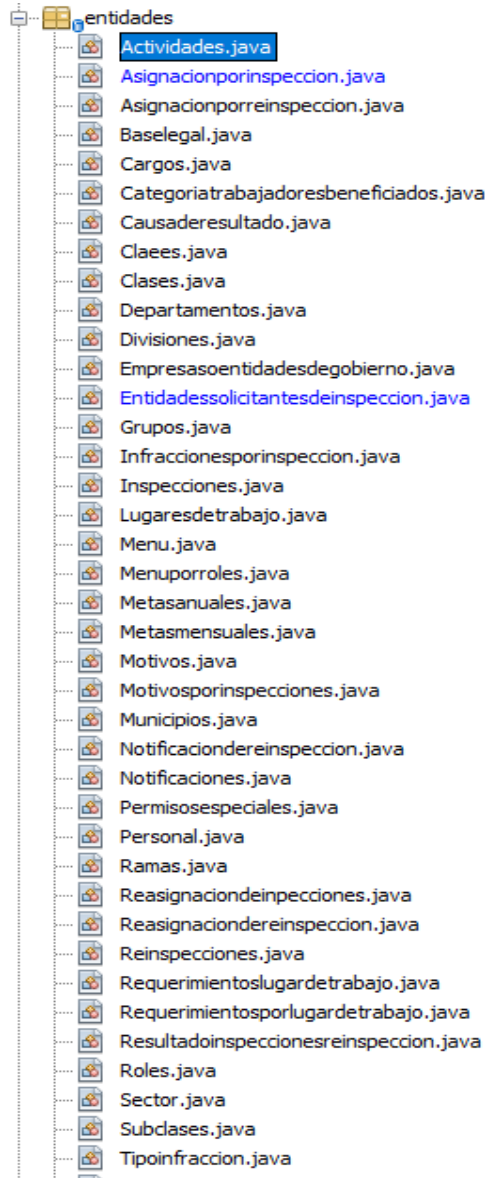 entidades
Actividades.java
Asignacionporinspeccion.java
Asignacionporreinspeccion.java
Baselegal.java
Cargos.java
Categoriatrabajadoresbeneficiados.java
Causaderesultado.java
Claees.java
Clases.java
Departamentos.java
Divisiones.java
Empresasoentidadesdegobierno.java
Entidadessolicitantesdeinspeccion.java
Grupos.java
Infraccionesporinspeccion.java
Inspecciones.java
Lugaresdetrabajo.java
Menu.java
Menuporroles.java
Metasanuales.java
Metasmensuales.java
Motivos.java
Motivosporinspecciones.java
Municipios.java
Notificaciondereinspeccion.java
Notificaciones.java
Permisosespeciales.java
Personal.java
Ramas.java
Reasignaciondeinpecciones.java
Reasignaciondereinspeccion.java
Reinspecciones.java
Requerimientoslugardetrabajo.java
Requerimientosporlugardetrabajo.java
Resultadoinspeccionesreinspeccion.java
Roles.java
Sector.java
Subclases.java
Tipoinfraccion.java